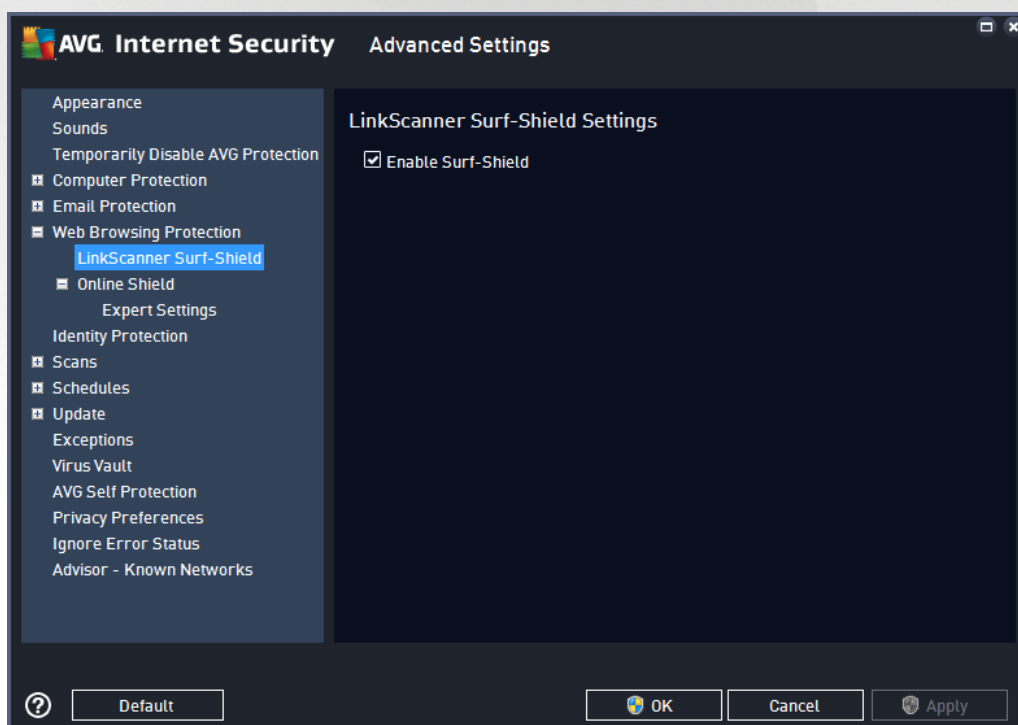 AVG. Internet Security Advanced Settings
Appearance
Sounds
Temporarily Disable AVG Protection
Computer Protection
Email Protection
Web Browsing Protection
LinkScanner Surf-Shield
Online Shield
Expert Settings
Identity Protection
Scans
Schedules
Update
Exceptions
Virus Vault
AVG Self Protection
Privacy Preferences
Ignore Error Status
Advisor - Known Networks
LinkScanner Surf-Shield Settings
Enable Surf-Shield
? Default OK Cancel Apply